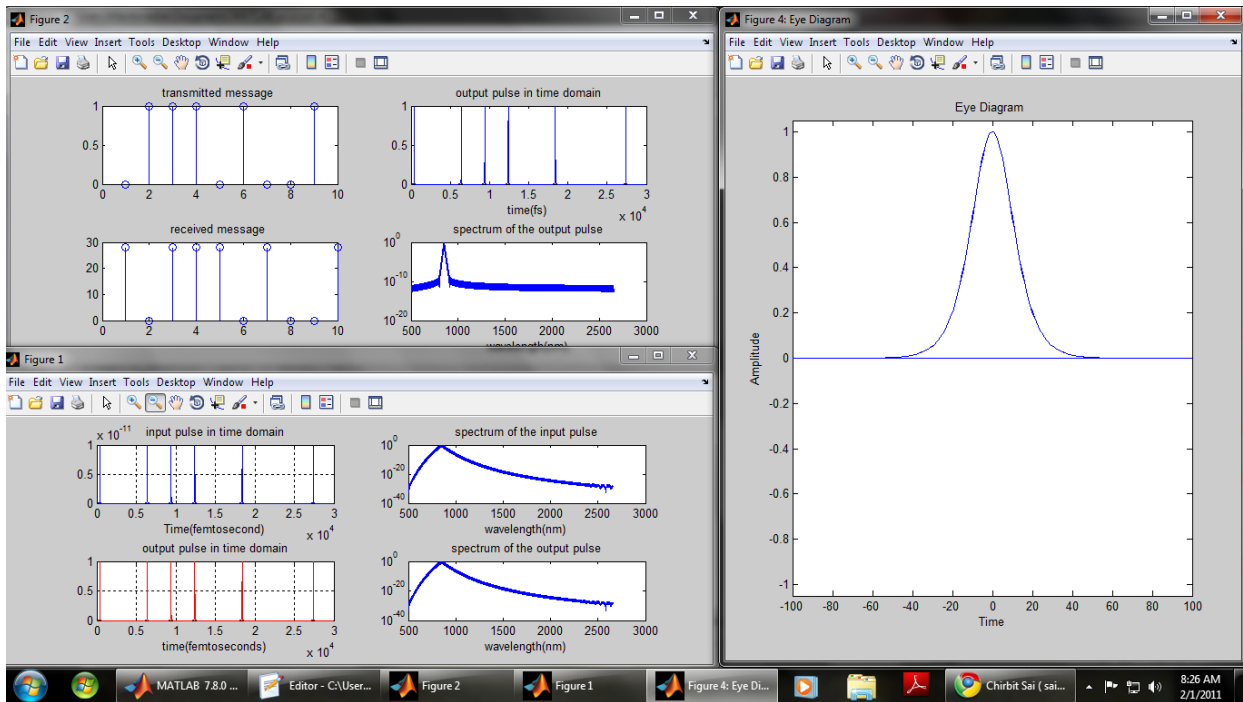 Figure 2
File Edit View Insert Tools Desktop Window Help
transmitted message
1
0.5
0
0 2 4 6 8 10
output pulse in time domain
1
0.5
0
0 0.5 1 1.5 2 2.5 3
time(fs)
x 10^4
received message
30
20
10
0
0 2 4 6 8 10
spectrum of the output pulse
10^0
10^-10
10^-20
500 1000 1500 2000 2500 3000
wavelength(nm)
Figure 1
File Edit View Insert Tools Desktop Window Help
x 10^-11
input pulse in time domain
1
0.5
0
0 0.5 1 1.5 2 2.5 3
Time(femtosecond)
x 10^4
spectrum of the input pulse
10^0
10^-20
10^-40
500 1000 1500 2000 2500 3000
wavelength(nm)
output pulse in time domain
1
0.5
0
0 0.5 1 1.5 2 2.5 3
time(femtoseconds)
x 10^4
spectrum of the output pulse
10^0
10^-20
10^-40
500 1000 1500 2000 2500 3000
wavelength(nm)
Figure 4: Eye Diagram
File Edit View Insert Tools Desktop Window Help
Eye Diagram
1
0.8
0.6
0.4
0.2
0
-0.2
-0.4
-0.6
-0.8
-1
Amplitude
-100 -80 -60 -40 -20 0 20 40 60 80 100
Time
MATLAB 7.8.0 ...
Editor - C:\User...
Figure 2
Figure 1
Figure 4: Eye Di...
Chirbit Sai ( sai...
8:26 AM
2/1/2011